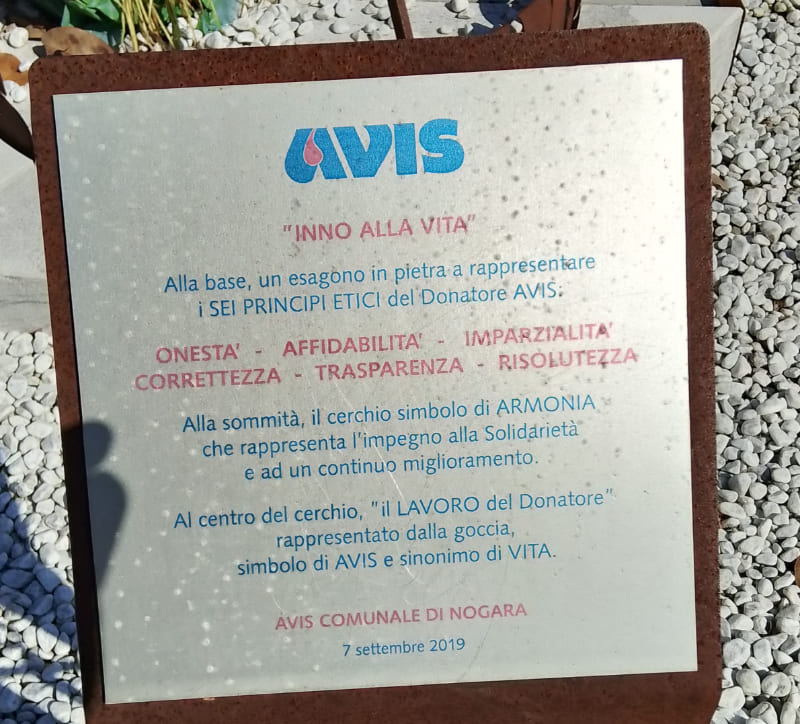 AVIS
"INNO ALLA VITA"
Alla base, un esagono in pietra a rappresentare
i SEI PRINCIPI ETICI del Donatore AVIS:
ONESTA' - AFFIDABILITA' - IMPARZIALITA'
CORRETTEZZA - TRASPARENZA - RISOLUTEZZA
Alla sommità, il cerchio simbolo di ARMONIA
che rappresenta l'impegno alla Solidarietà
e ad un continuo miglioramento.
Al centro del cerchio, "il LAVORO del Donatore"
rappresentato dalla goccia,
simbolo di AVIS e sinonimo di VITA.
AVIS COMUNALE DI NOGARA
7 settembre 2019